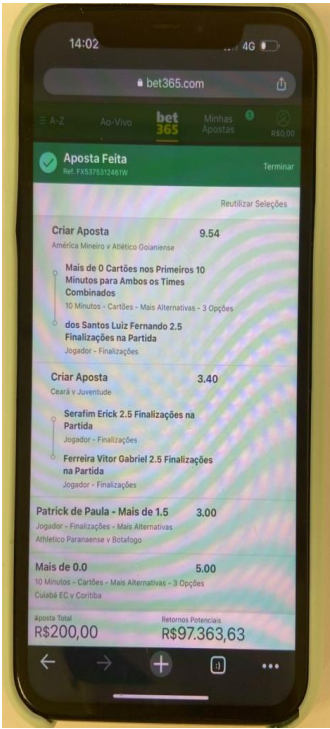 14:02
4G
bet365.com
A-Z
Ao-Vivo
bet
365
Minhas
Apostas
R$0,00
Aposta Feita
Ref. FX5375312461W
Terminar
Reutilizar Seleções
Criar Aposta 9.54
América Mineiro v Atlético Goianiense
Mais de 0 Cartões nos Primeiros 10
Minutos para Ambos os Times
Combinados
10 Minutos - Cartões - Mais Alternativas - 3 Opções
dos Santos Luiz Fernando 2.5
Finalizações na Partida
Jogador - Finalizações
Criar Aposta 3.40
Ceará v Juventude
Serafim Erick 2.5 Finalizações na
Partida
Jogador - Finalizações
Ferreira Vitor Gabriel 2.5 Finalizações
na Partida
Jogador - Finalizações
Patrick de Paula - Mais de 1.5 3.00
Jogador - Finalizações - Mais Alternativas
Athletico Paranaense v Botafogo
Mais de 0.0 5.00
10 Minutos - Cartões - Mais Alternativas - 3 Opções
Cuiabá EC v Coritiba
Aposta Total Retornos Potenciais
R$200,00 R$97.363,63
:)